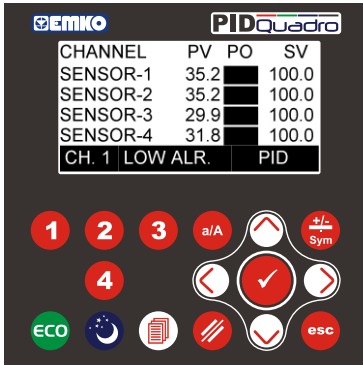 EMKO PIDQuadro
CHANNEL PV PO SV
SENSOR-1 35.2 100.0
SENSOR-2 35.2 100.0
SENSOR-3 29.9 100.0
SENSOR-4 31.8 100.0
CH. 1 LOW ALR. PID
1 2 3 a/A +/- Sym
4
ECO esc